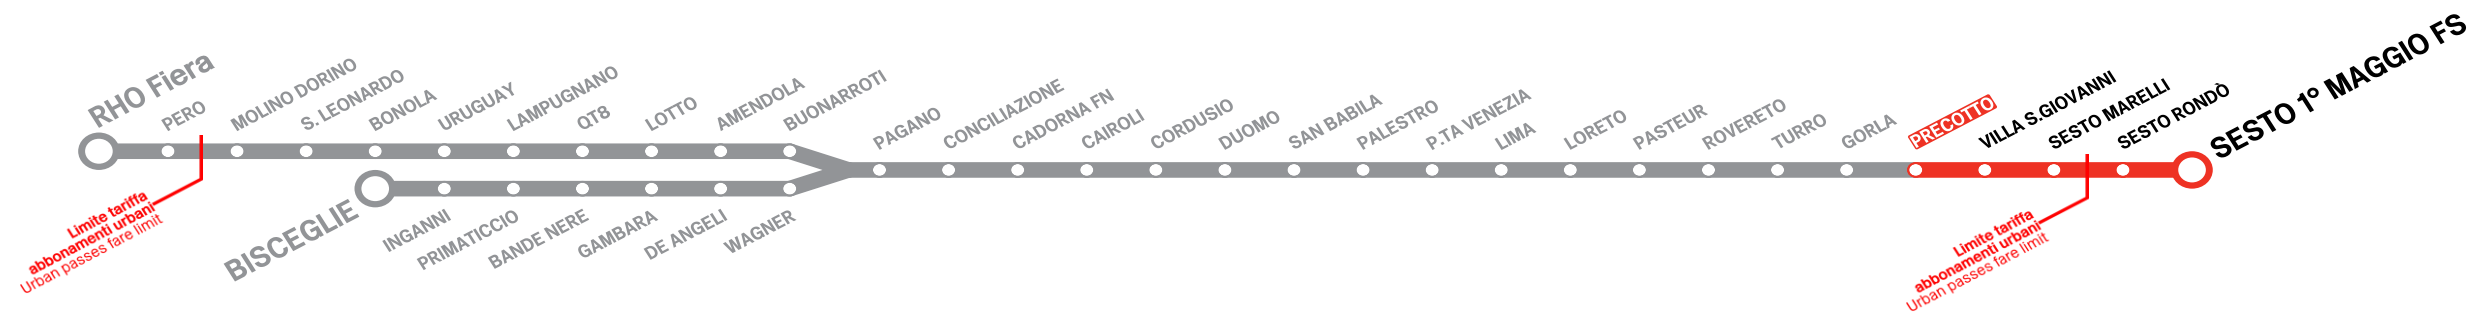 RHO Fiera
PERO
MOLINO DORINO
S. LEONARDO
BONOLA
URUGUAY
LAMPUGNANO
QT8
LOTTO
AMENDOLA
BUONARROTI
PAGANO
CONCILIAZIONE
CADORNA FN
CAIROLI
CORDUSIO
DUOMO
SAN BABILA
PALESTRO
P.TA VENEZIA
LIMA
LORETO
PASTEUR
ROVERETO
TURRO
GORLA
PRECOTTO
VILLA S.GIOVANNI
SESTO MARELLI
SESTO RONDÒ
SESTO 1° MAGGIO FS
Limite tariffa
abbonamenti urbani
Urban passes fare limit
BISCEGLIE
INGANNI
PRIMATICCIO
BANDE NERE
GAMBARA
DE ANGELI
WAGNER
Limite tariffa
abbonamenti urbani
Urban passes fare limit